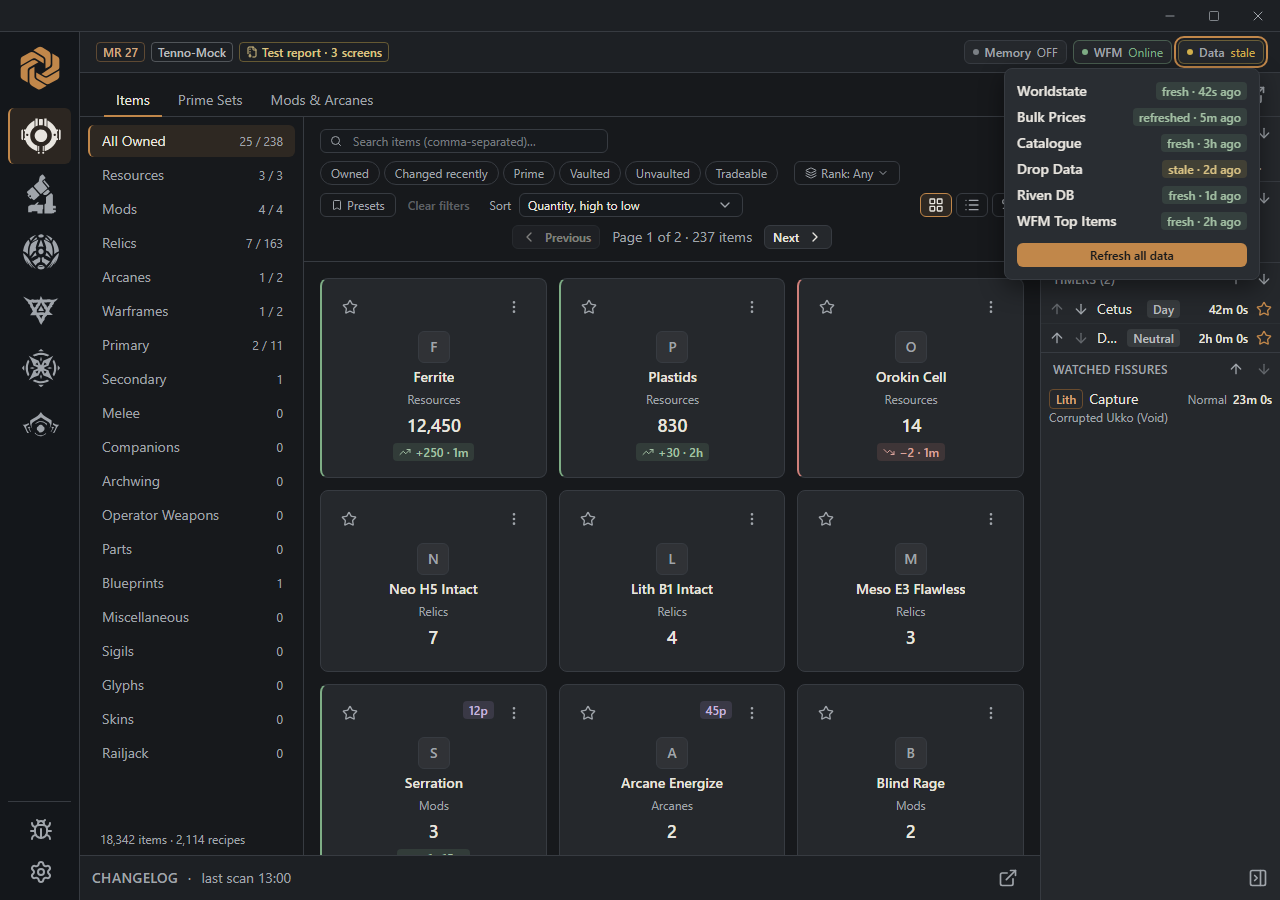 MR 27
Tenno-Mock
Test report · 3 screens
Memory OFF
WFM Online
Data stale
Items
Prime Sets
Mods & Arcanes
Worldstate fresh · 42s ago
Bulk Prices refreshed · 5m ago
Catalogue fresh · 3h ago
Drop Data stale · 2d ago
Riven DB fresh · 1d ago
WFM Top Items fresh · 2h ago
Refresh all data
All Owned 25 / 238
Resources 3 / 3
Mods 4 / 4
Relics 7 / 163
Arcanes 1 / 2
Warframes 1 / 2
Primary 2 / 11
Secondary 1
Melee 0
Companions 0
Archwing 0
Operator Weapons 0
Parts 0
Blueprints 1
Miscellaneous 0
Sigils 0
Glyphs 0
Skins 0
Railjack 0
18,342 items · 2,114 recipes
Search items (comma-separated)...
Owned
Changed recently
Prime
Vaulted
Unvaulted
Tradeable
Rank: Any
Presets
Clear filters
Sort
Quantity, high to low
Previous
Page 1 of 2 · 237 items
Next
F
Ferrite
Resources
12,450
+250 · 1m
P
Plastids
Resources
830
+30 · 2h
O
Orokin Cell
Resources
14
−2 · 1m
N
Neo H5 Intact
Relics
7
L
Lith B1 Intact
Relics
4
M
Meso E3 Flawless
Relics
3
12p
S
Serration
Mods
3
45p
A
Arcane Energize
Arcanes
2
B
Blind Rage
Mods
2
TIMERS (2)
Cetus Day 42m 0s
D... Neutral 2h 0m 0s
WATCHED FISSURES
Lith Capture Normal 23m 0s
Corrupted Ukko (Void)
CHANGELOG · last scan 13:00